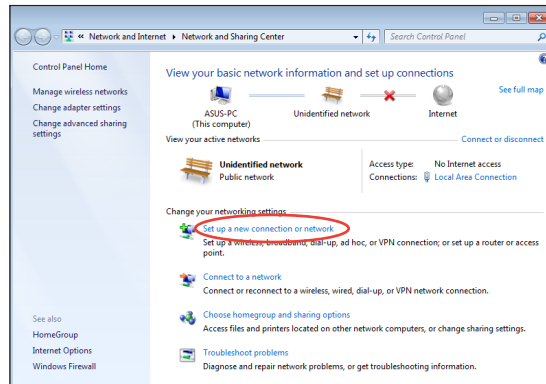 « Network and Internet ▸ Network and Sharing Center
Search Control Panel
Control Panel Home
Manage wireless networks
Change adapter settings
Change advanced sharing
settings
See also
HomeGroup
Internet Options
Windows Firewall
View your basic network information and set up connections
See full map
ASUS-PC
(This computer)
Unidentified network
Internet
View your active networks
Connect or disconnect
Unidentified network
Public network
Access type: No Internet access
Connections: Local Area Connection
Change your networking settings
Set up a new connection or network
Set up a wireless, broadband, dial-up, ad hoc, or VPN connection; or set up a router or access
point.
Connect to a network
Connect or reconnect to a wireless, wired, dial-up, or VPN network connection.
Choose homegroup and sharing options
Access files and printers located on other network computers, or change sharing settings.
Troubleshoot problems
Diagnose and repair network problems, or get troubleshooting information.